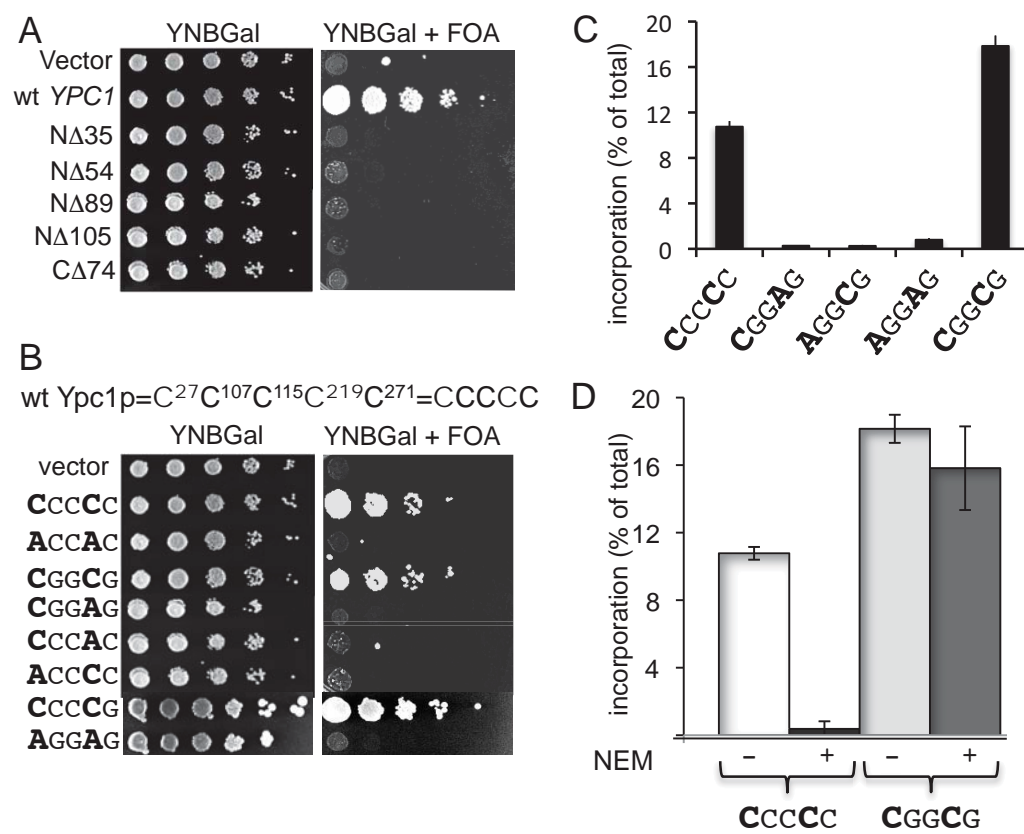 A
YNBGal YNBGal + FOA
Vector
wt YPC1
NΔ35
NΔ54
NΔ89
NΔ105
CΔ74
B
wt Ypc1p=C²⁷C¹⁰⁷C¹¹⁵C²¹⁹C²⁷¹=CCCCC
YNBGal YNBGal + FOA
vector
CCCCC
ACCAC
CGGCG
CGGAG
CCCAC
ACCCC
CCCCG
AGGAG
C
incorporation (% of total)
20
16
12
8
4
0
CCCCC
CGGAG
AGGCG
AGGAG
CGGCG
D
incorporation (% of total)
20
16
12
8
4
NEM − + − +
CCCCC CGGCG